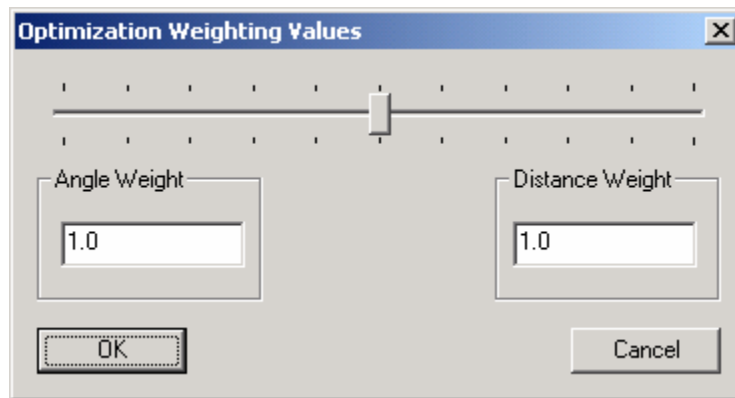 Optimization Weighting Values
Angle Weight
Distance Weight
1.0
1.0
OK
Cancel